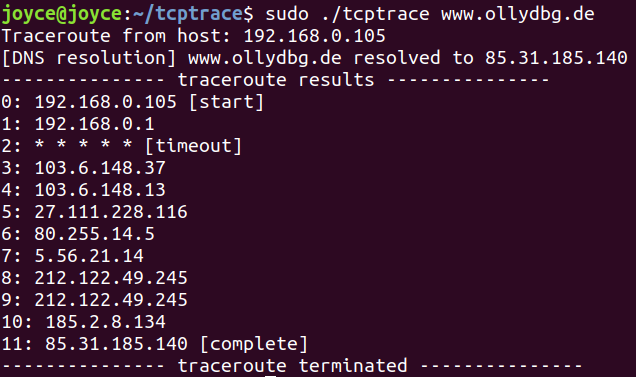 joyce@joyce:~/tcptrace$ sudo ./tcptrace www.ollydbg.de
Traceroute from host: 192.168.0.105
[DNS resolution] www.ollydbg.de resolved to 85.31.185.140
--------------- traceroute results ---------------
0: 192.168.0.105 [start]
1: 192.168.0.1
2: * * * * * [timeout]
3: 103.6.148.37
4: 103.6.148.13
5: 27.111.228.116
6: 80.255.14.5
7: 5.56.21.14
8: 212.122.49.245
9: 212.122.49.245
10: 185.2.8.134
11: 85.31.185.140 [complete]
--------------- traceroute terminated ---------------